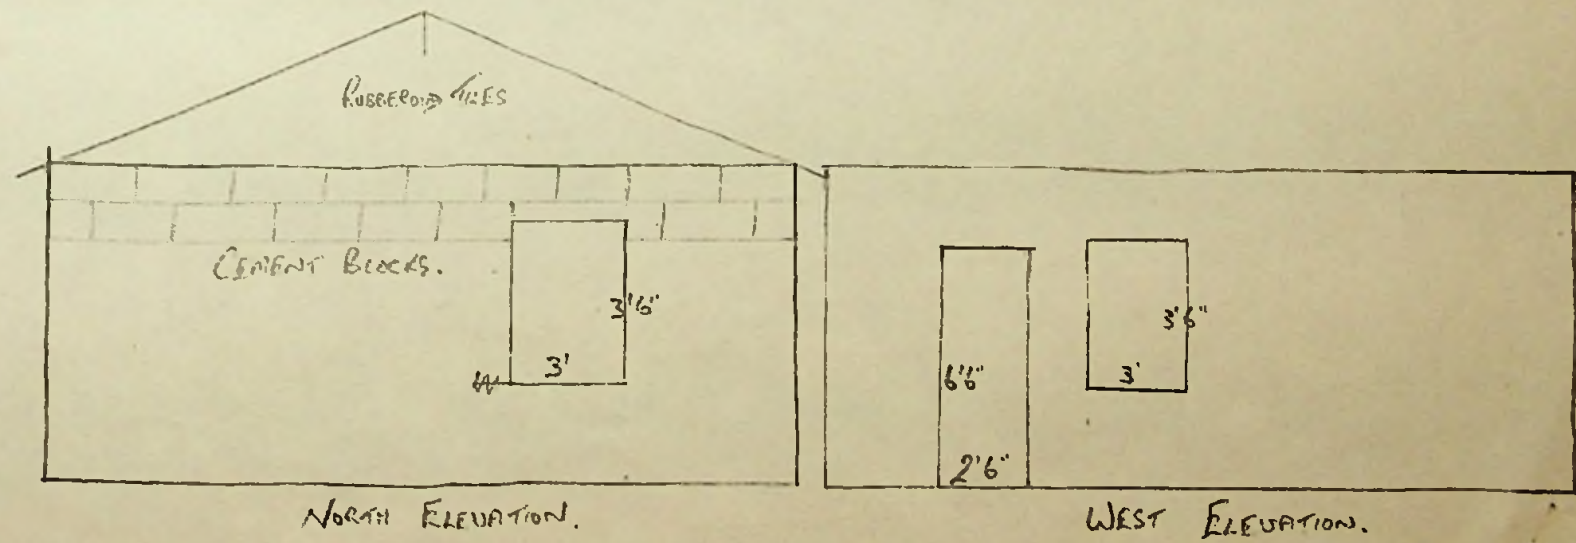 RUBBEROID TILES
CEMENT BLOCKS.
3'6"
3'
NORTH ELEVATION.
6'6"
2'6"
3'6"
3'
WEST ELEVATION.